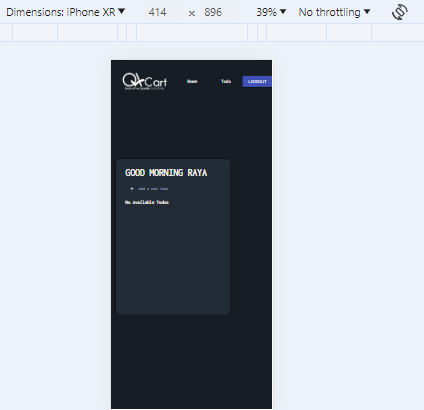 Dimensions: iPhone XR ▼ 414 × 896 39% ▼ No throttling ▼
QACart
Home Todo LOGOUT
GOOD MORNING RAYA
+ Add a new Todo
No Available Todos